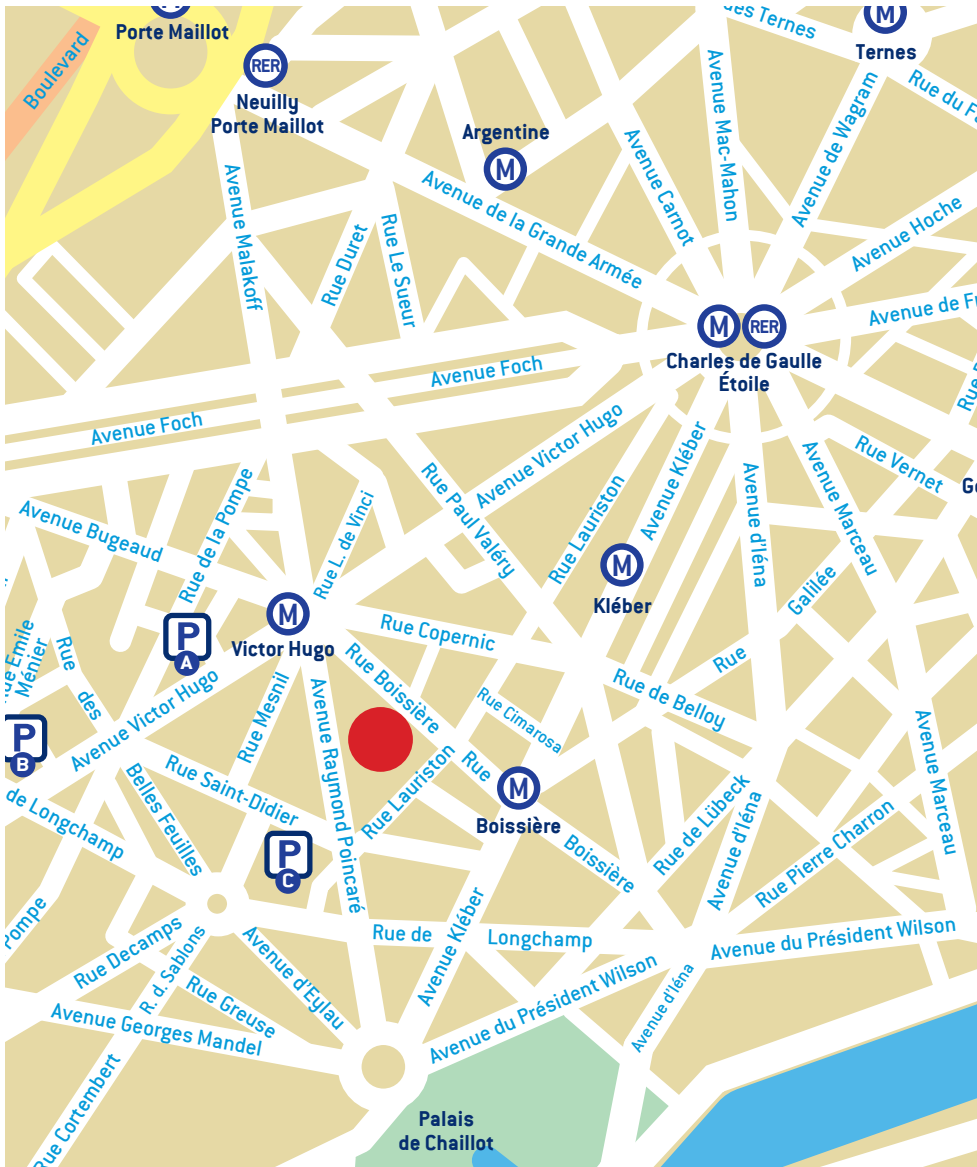 M
Porte Maillot
des Ternes
M
Ternes
Boulevard
RER
Neuilly
Porte Maillot
Argentine
M
Avenue Mac-Mahon
Avenue de Wagram
Rue du Fa
Avenue Malakoff
Rue Duret
Rue Le Sueur
Avenue de la Grande Armée
Avenue Carnot
Avenue Hoche
Avenue de Fr
M
RER
Charles de Gaulle
Étoile
Avenue Foch
Avenue Foch
Rue
Avenue Victor Hugo
Rue Vernet
Ge
Avenue Bugeaud
Rue de la Pompe
Rue L. de Vinci
Rue Paul Valéry
Rue Lauriston
Avenue Kléber
Avenue d'Iéna
Avenue Marceau
M
Kléber
Galilée
Rue
M
Victor Hugo
Rue Copernic
P
A
Rue Emile
Ménier
Rue des
Belles Feuilles
Avenue Victor Hugo
Rue Mesnil
Rue Boissière
Rue Cimarosa
Rue de Belloy
P
B
Rue Saint-Didier
Avenue Raymond Poincaré
Rue Lauriston
Rue
Boissière
M
Boissière
Rue de Lübeck
Avenue d'Iéna
Rue Pierre Charron
Avenue Marceau
de Longchamp
P
C
Pompe
Rue Decamps
R. d. Sablons
Avenue d'Eylau
Rue de
Longchamp
Avenue Kléber
Avenue du Président Wilson
Rue Greuse
Avenue Georges Mandel
Avenue du Président Wilson
Avenue d'Iéna
Rue Cortembert
Palais
de Chaillot